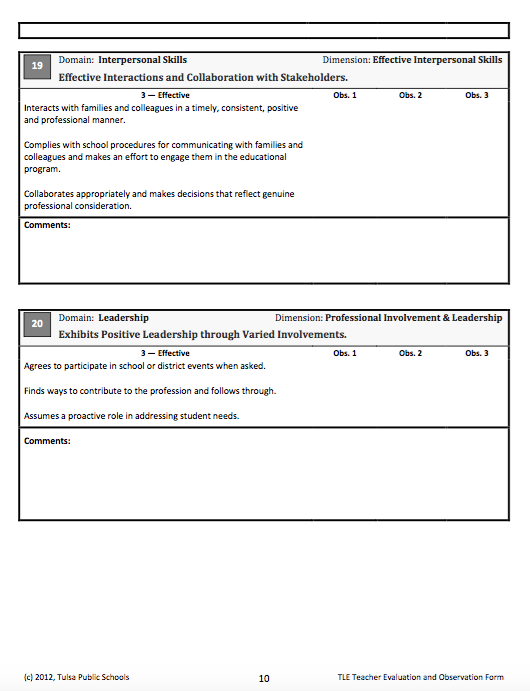 19
Domain: Interpersonal Skills Dimension: Effective Interpersonal Skills
Effective Interactions and Collaboration with Stakeholders.
3 — Effective Obs. 1 Obs. 2 Obs. 3
Interacts with families and colleagues in a timely, consistent, positive
and professional manner.
Complies with school procedures for communicating with families and
colleagues and makes an effort to engage them in the educational
program.
Collaborates appropriately and makes decisions that reflect genuine
professional consideration.
Comments:
20
Domain: Leadership Dimension: Professional Involvement & Leadership
Exhibits Positive Leadership through Varied Involvements.
3 — Effective Obs. 1 Obs. 2 Obs. 3
Agrees to participate in school or district events when asked.
Finds ways to contribute to the profession and follows through.
Assumes a proactive role in addressing student needs.
Comments:
(c) 2012, Tulsa Public Schools 10 TLE Teacher Evaluation and Observation Form